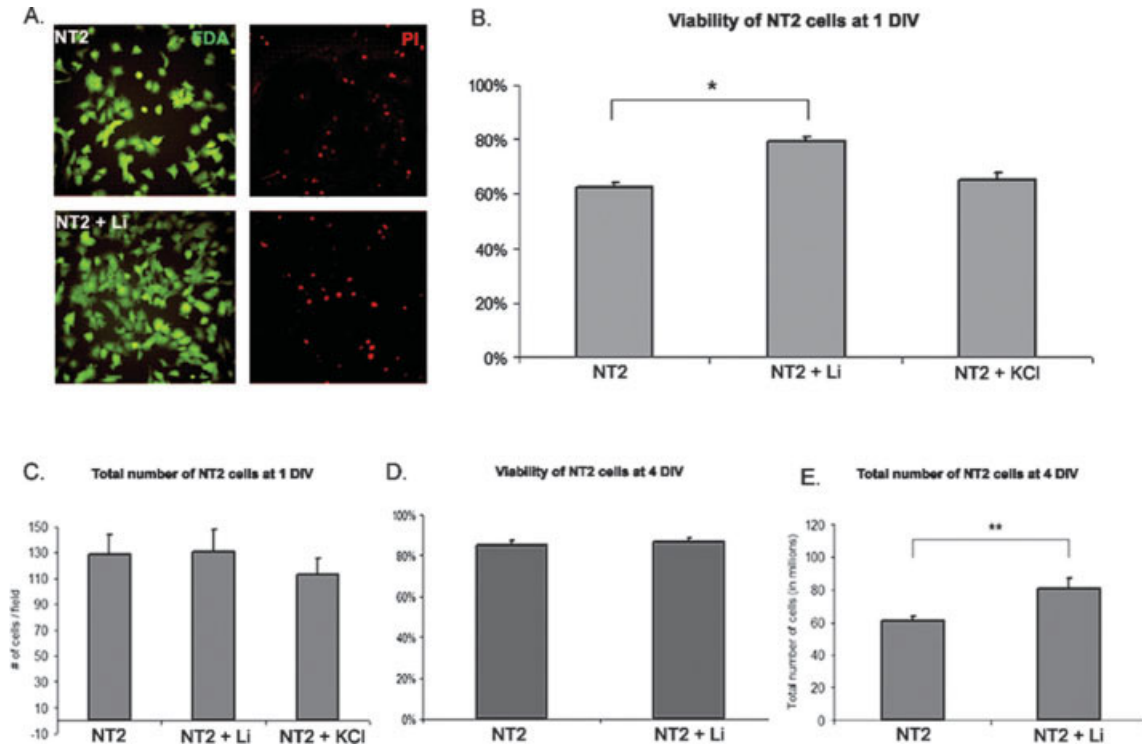 A.
NT2 FDA
PI
NT2 + Li
B. Viability of NT2 cells at 1 DIV
100%
80%
60%
40%
20%
0%
*
NT2 NT2 + Li NT2 + KCl
C. Total number of NT2 cells at 1 DIV
# of cells / field
150
130
110
90
70
50
30
10
-10
NT2 NT2 + Li NT2 + KCl
D. Viability of NT2 cells at 4 DIV
100%
80%
60%
40%
20%
0%
NT2 NT2 + Li
E. Total number of NT2 cells at 4 DIV
Total number of cells (in millions)
120
100
80
60
40
20
0
**
NT2 NT2 + Li